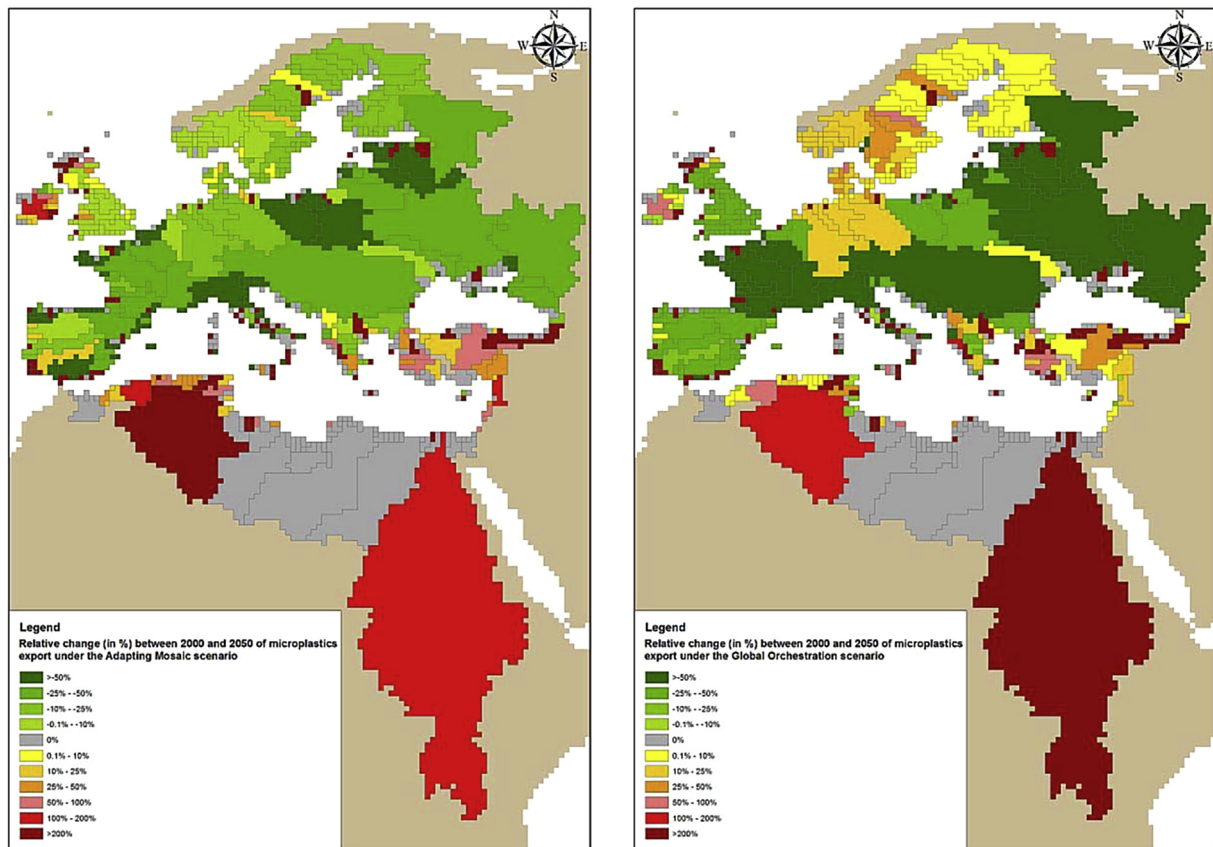 N
W E
S
Legend
Relative change (in %) between 2000 and 2050 of microplastics
export under the Adapting Mosaic scenario
>-50%
-25% - -50%
-10% - -25%
-0.1% - -10%
0%
0.1% - 10%
10% - 25%
25% - 50%
50% - 100%
100% - 200%
>200%
N
W E
S
Legend
Relative change (in %) between 2000 and 2050 of microplastics
export under the Global Orchestration scenario
>-50%
-25% - -50%
-10% - -25%
-0.1% - -10%
0%
0.1% - 10%
10% - 25%
25% - 50%
50% - 100%
100% - 200%
>200%